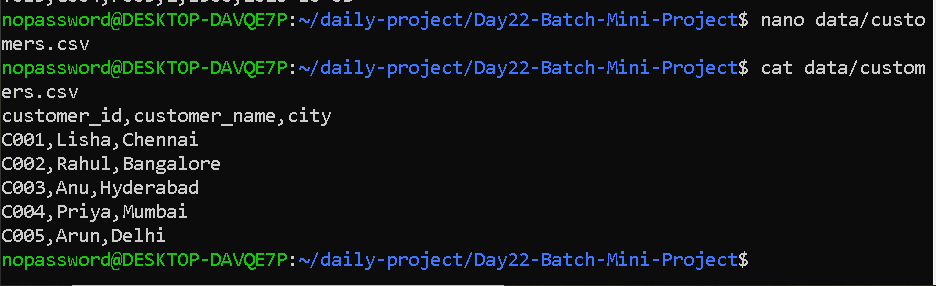 nopassword@DESKTOP-DAVQE7P:~/daily-project/Day22-Batch-Mini-Project$ nano data/custo
mers.csv
nopassword@DESKTOP-DAVQE7P:~/daily-project/Day22-Batch-Mini-Project$ cat data/custom
ers.csv
customer_id,customer_name,city
C001,Lisha,Chennai
C002,Rahul,Bangalore
C003,Anu,Hyderabad
C004,Priya,Mumbai
C005,Arun,Delhi
nopassword@DESKTOP-DAVQE7P:~/daily-project/Day22-Batch-Mini-Project$